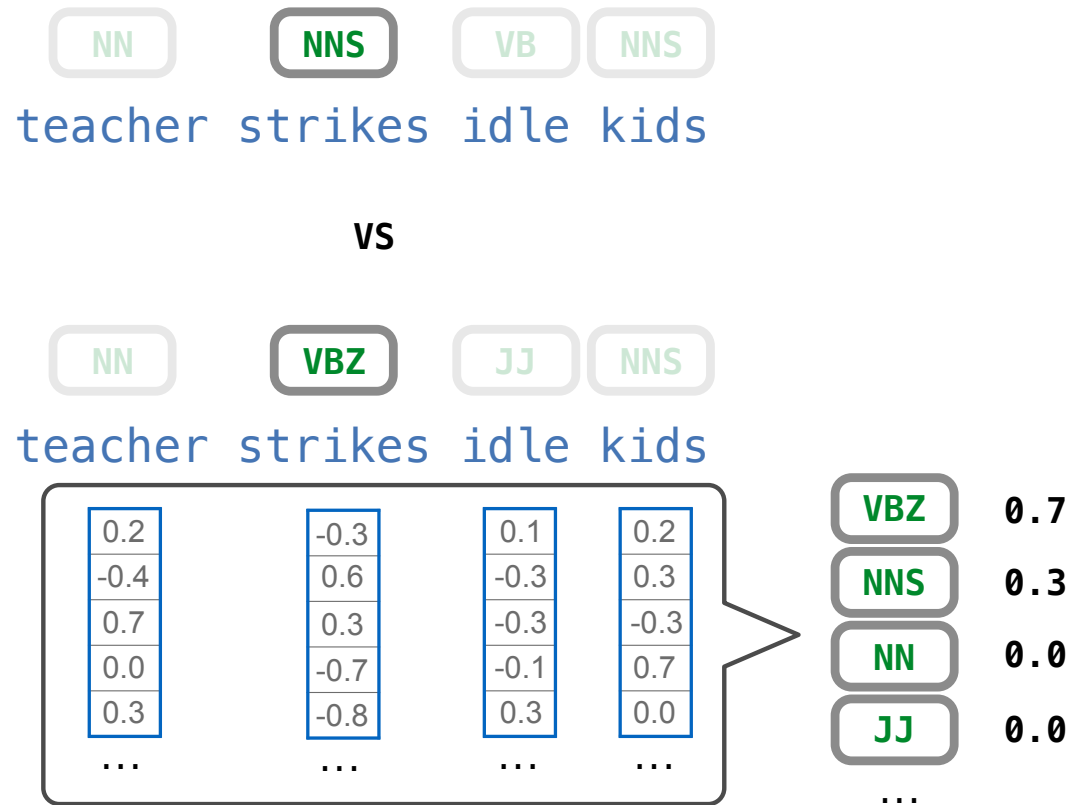 NN NNS VB NNS
teacher strikes idle kids
vs
NN VBZ JJ NNS
teacher strikes idle kids
VBZ 0.7
0.2 -0.3 0.1 0.2
-0.4 0.6 -0.3 0.3
NNS 0.3
0.7 0.3 -0.3 -0.3
NN 0.0
0.0 -0.7 -0.1 0.7
0.3 -0.8 0.3 0.0
JJ 0.0
... ... ... ...
...